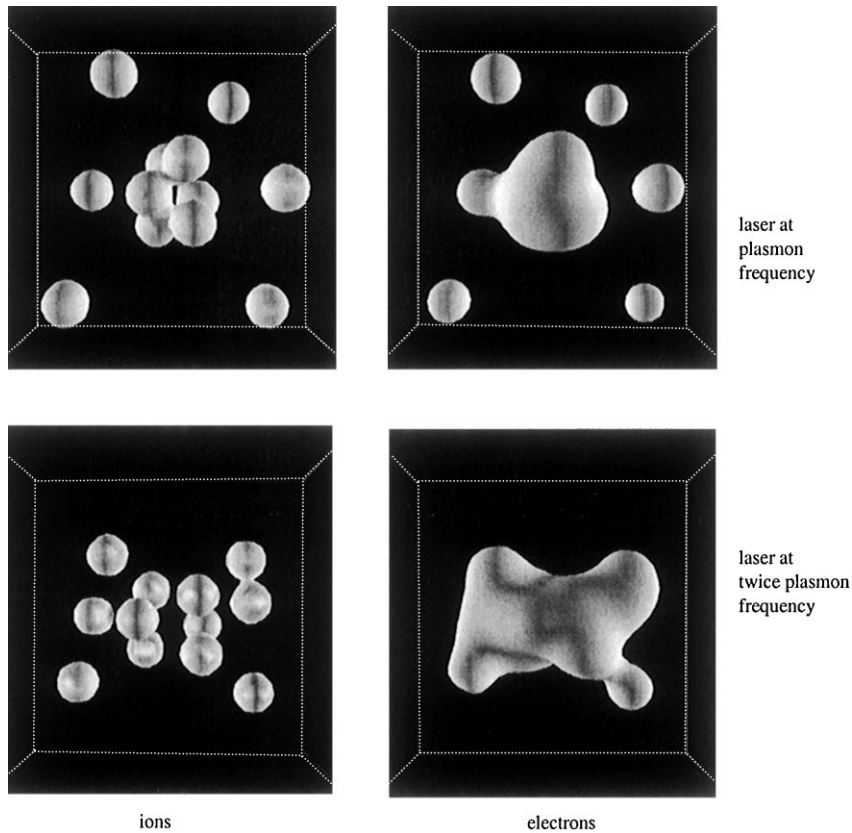 laser at
plasmon
frequency
laser at
twice plasmon
frequency
ions
electrons